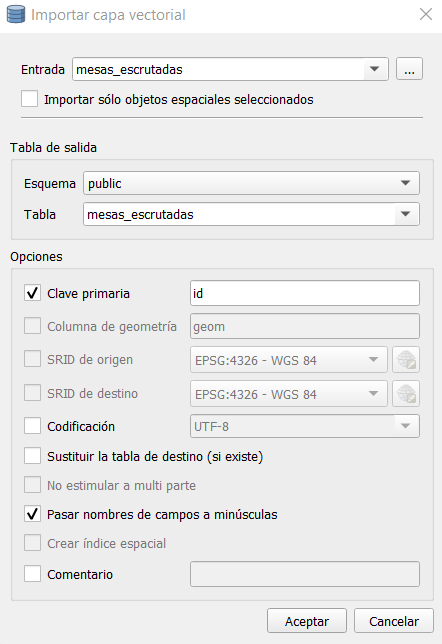 Importar capa vectorial
Entrada mesas_escrutadas ...
Importar sólo objetos espaciales seleccionados
Tabla de salida
Esquema public
Tabla mesas_escrutadas
Opciones
Clave primaria id
Columna de geometría geom
SRID de origen EPSG:4326 - WGS 84
SRID de destino EPSG:4326 - WGS 84
Codificación UTF-8
Sustituir la tabla de destino (si existe)
No estimular a multi parte
Pasar nombres de campos a minúsculas
Crear índice espacial
Comentario
Aceptar Cancelar